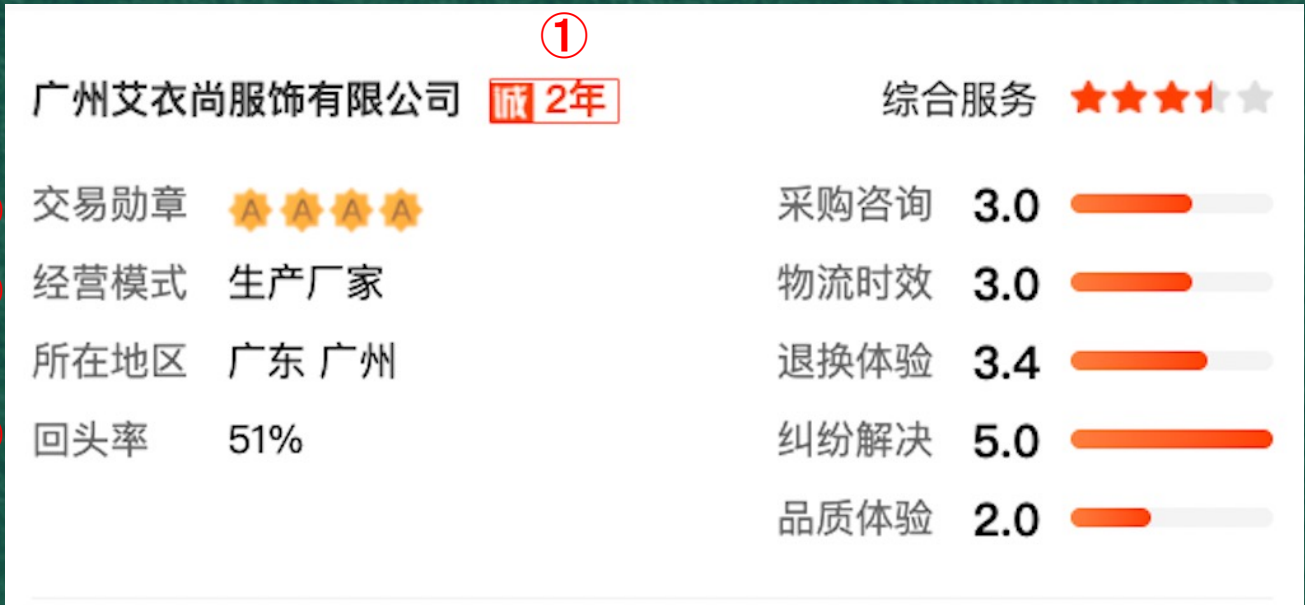 ①
广州艾衣尚服饰有限公司 诚 2年 综合服务
交易勋章 A A A A 采购咨询 3.0
经营模式 生产厂家 物流时效 3.0
所在地区 广东 广州 退换体验 3.4
回头率 51% 纠纷解决 5.0
品质体验 2.0